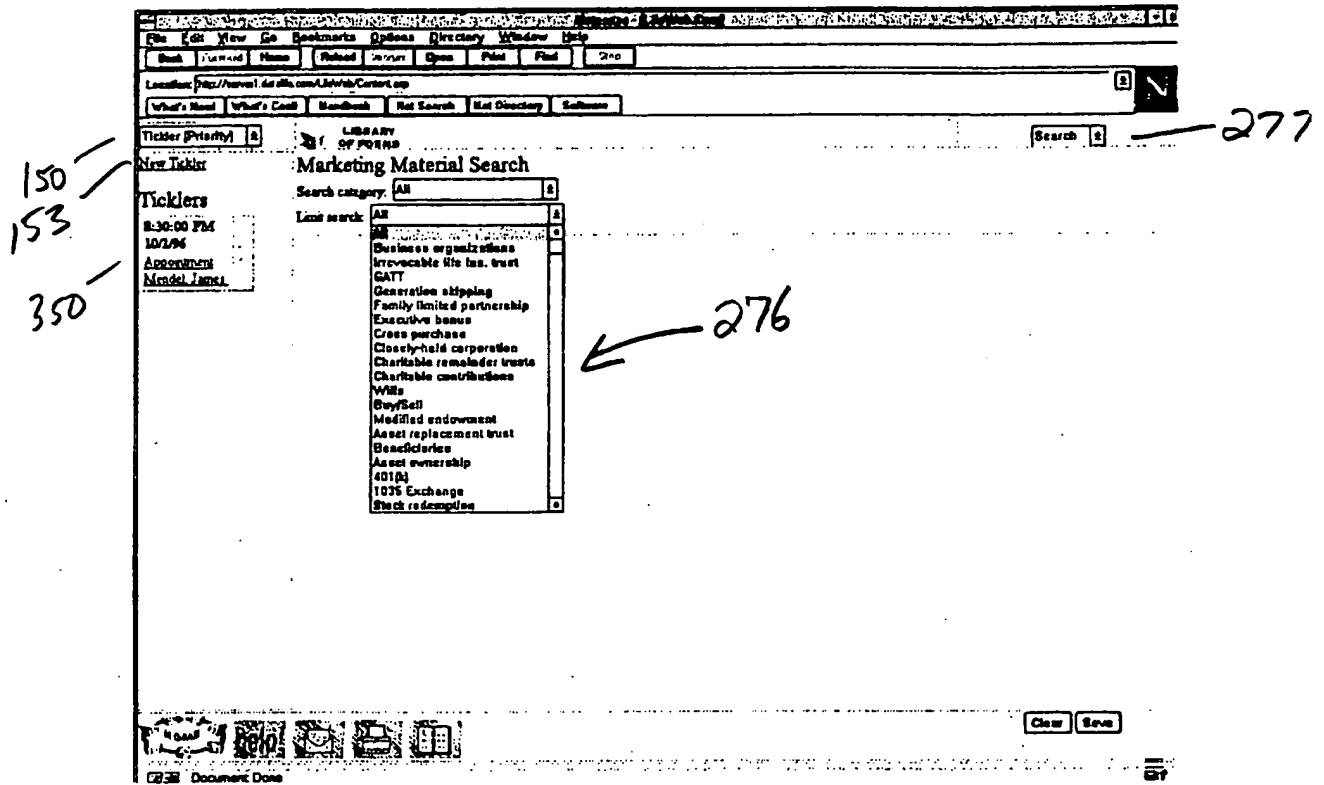 File Edit View Go Bookmarks Options Directory Window Help
Back Forward Home Reload Open Print Find Stop
Location:
What's New! What's Cool! Handbook Net Search Net Directory Software
Tickler [Priority]
LIBRARY OF FORMS
Search
277
150
153
350
276
New Tickler
Ticklers
8:30:00 PM
10/1/96
Appointment
Mendel, James
Marketing Material Search
Search category: All
Limit search: All
All
Business organizations
Irrevocable life ins. trust
GATT
Generation skipping
Family limited partnership
Executive bonus
Cross purchase
Closely-held corporation
Charitable remainder trusts
Charitable contributions
Wills
Buy/Sell
Modified endowment
Asset replacement trust
Beneficiaries
Asset ownership
401(k)
1035 Exchange
Stock redemption
Clear Save
HOME Help
Document Done